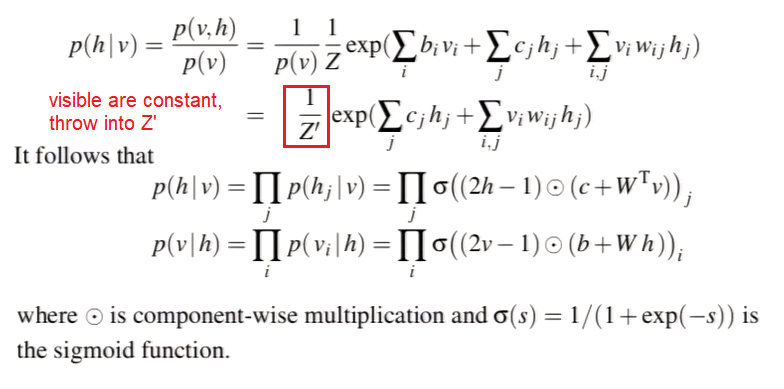 p(h|v) = p(v,h)/p(v) = 1/p(v) 1/Z exp(∑_i b_i v_i + ∑_j c_j h_j + ∑_{i,j} v_i w_{ij} h_j)
visible are constant,
throw into Z'
= 1/Z' exp(∑_j c_j h_j + ∑_{i,j} v_i w_{ij} h_j)
It follows that
p(h|v) = ∏_j p(h_j|v) = ∏_j σ((2h − 1) ⊙ (c + W^T v))_j
p(v|h) = ∏_i p(v_i|h) = ∏_i σ((2v − 1) ⊙ (b + W h))_i
where ⊙ is component-wise multiplication and σ(s) = 1/(1 + exp(−s)) is
the sigmoid function.